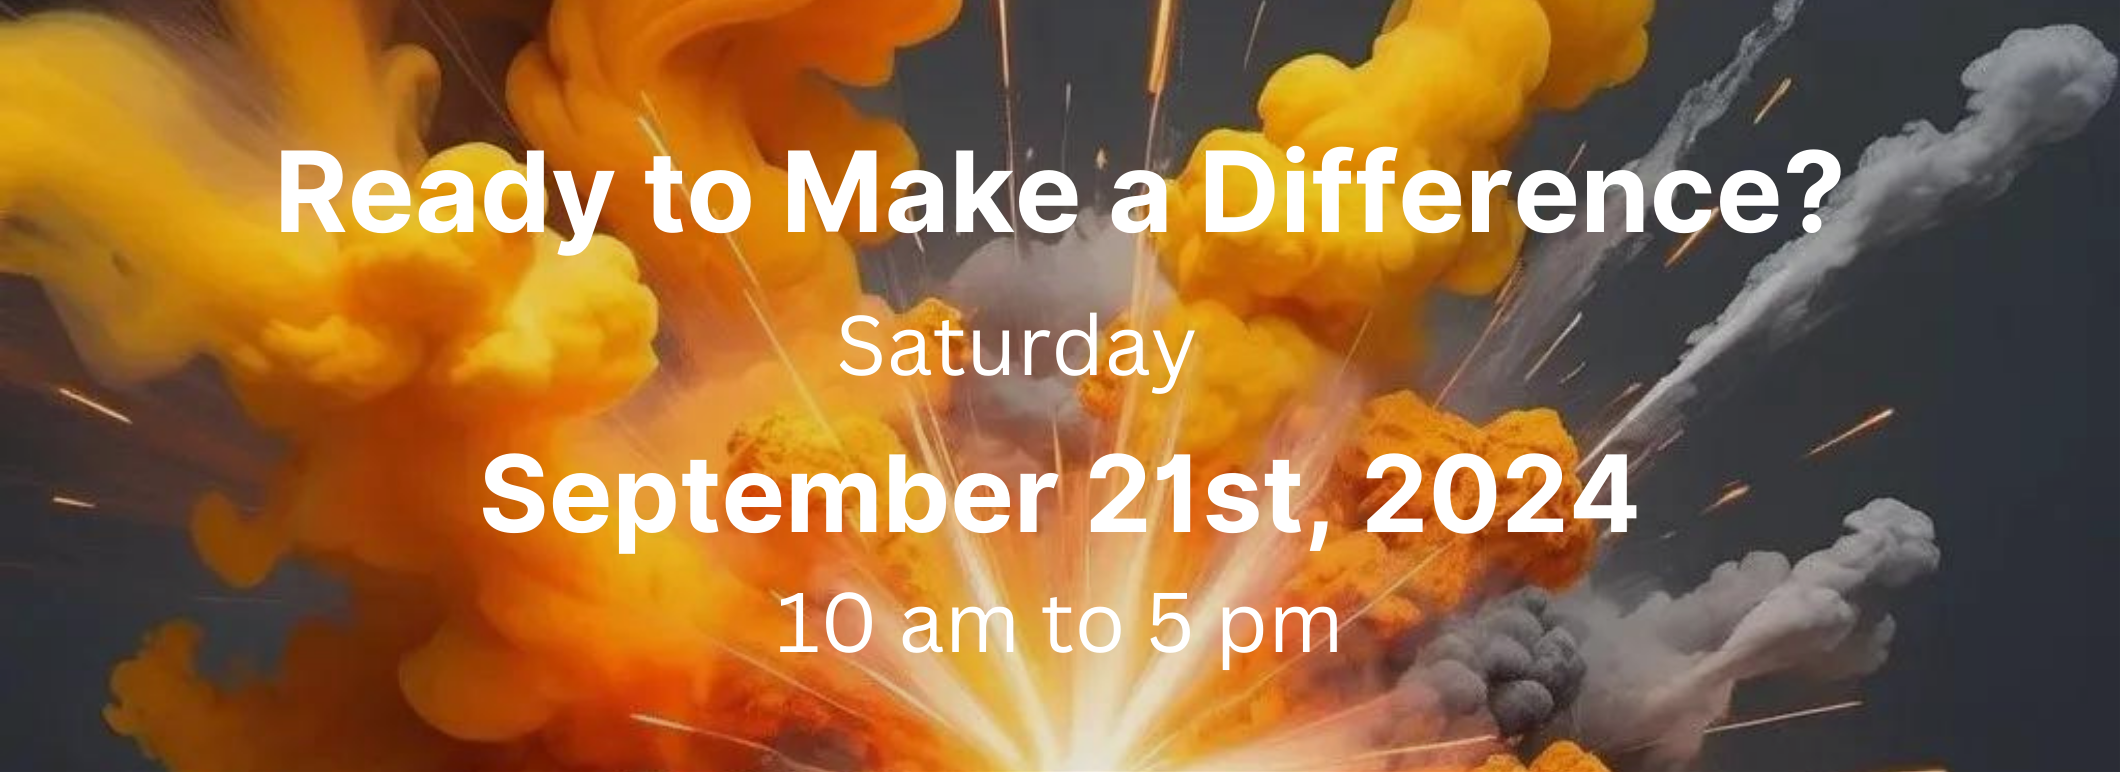 Ready to Make a Difference?
Saturday
September 21st, 2024
10 am to 5 pm